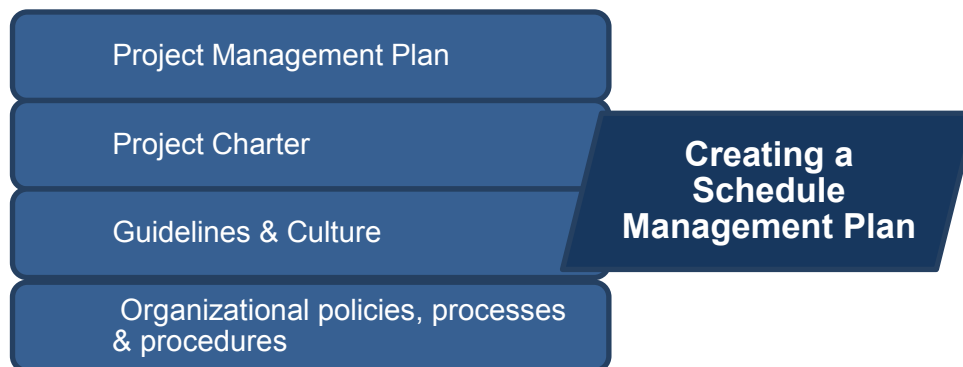 Project Management Plan
Project Charter
Guidelines & Culture
Organizational policies, processes
& procedures
Creating a
Schedule
Management Plan